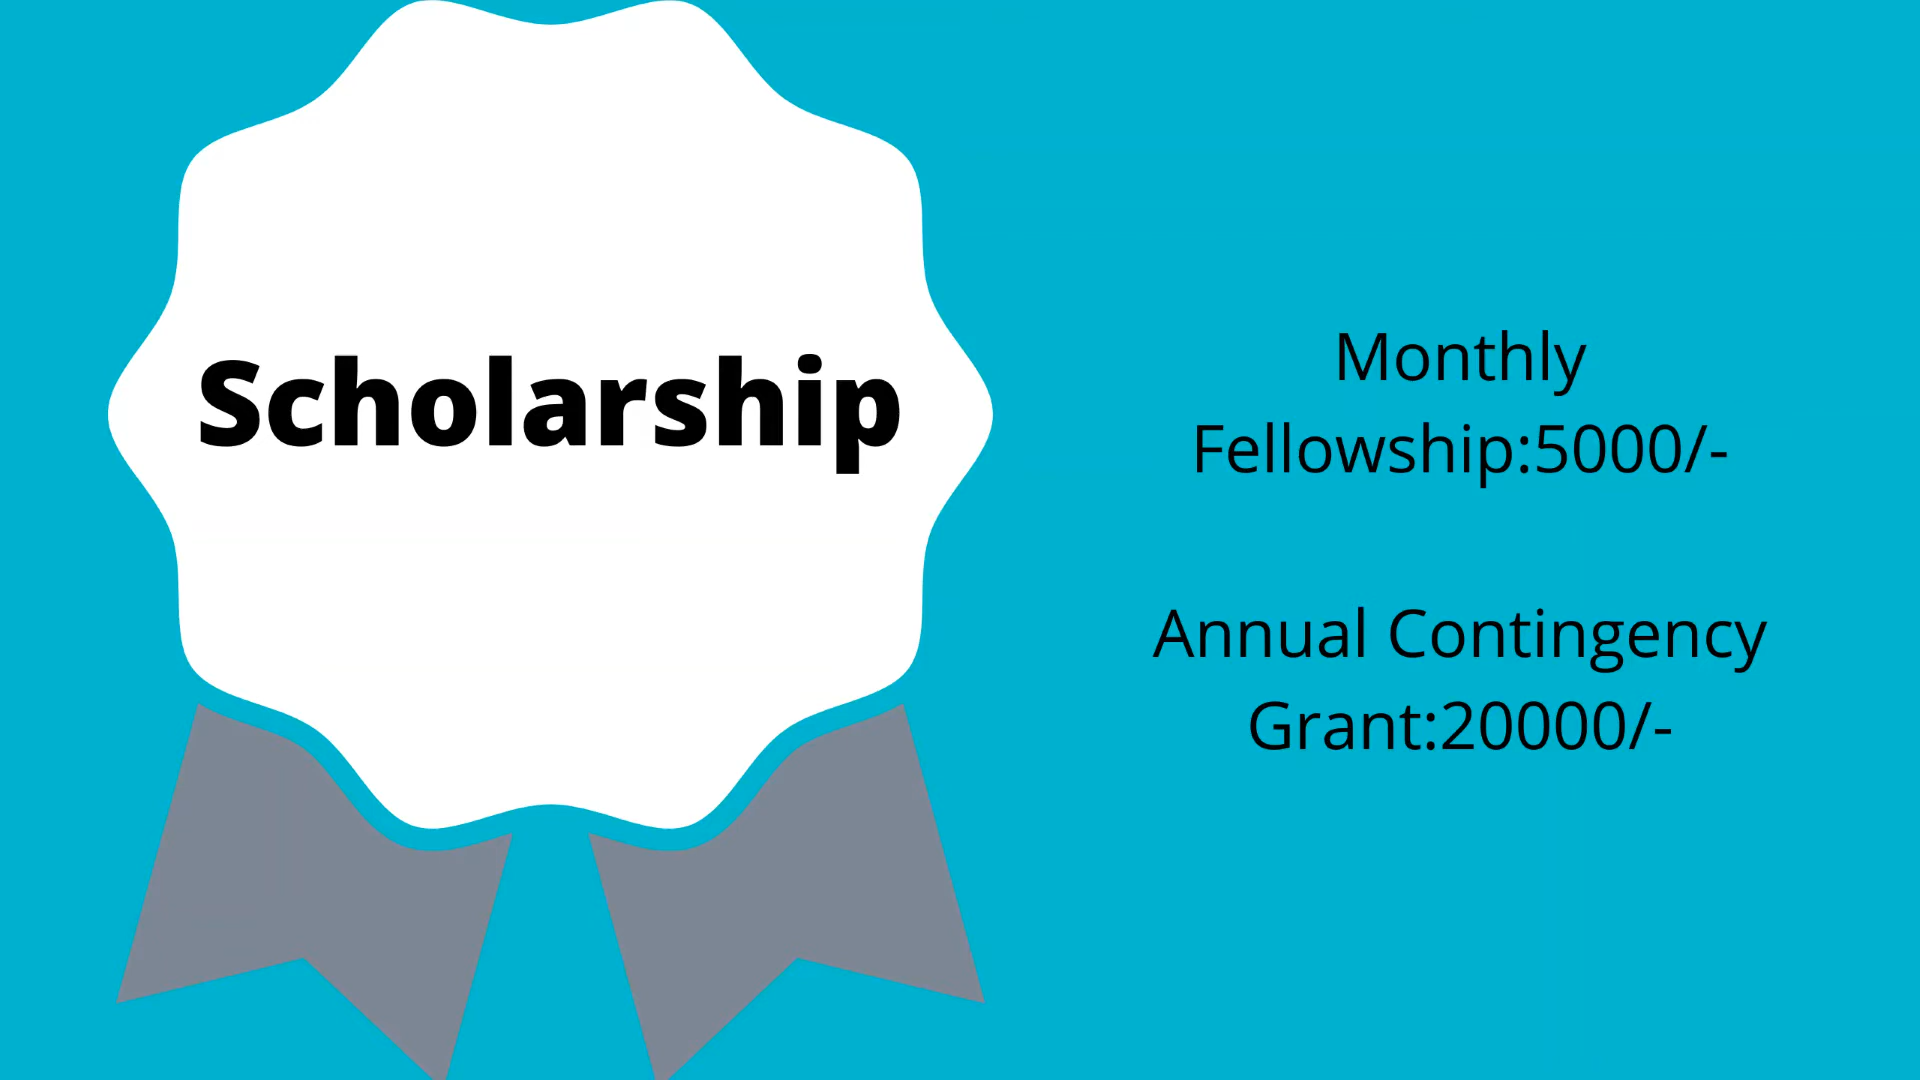 Scholarship
Monthly
Fellowship:5000/-
Annual Contingency
Grant:20000/-